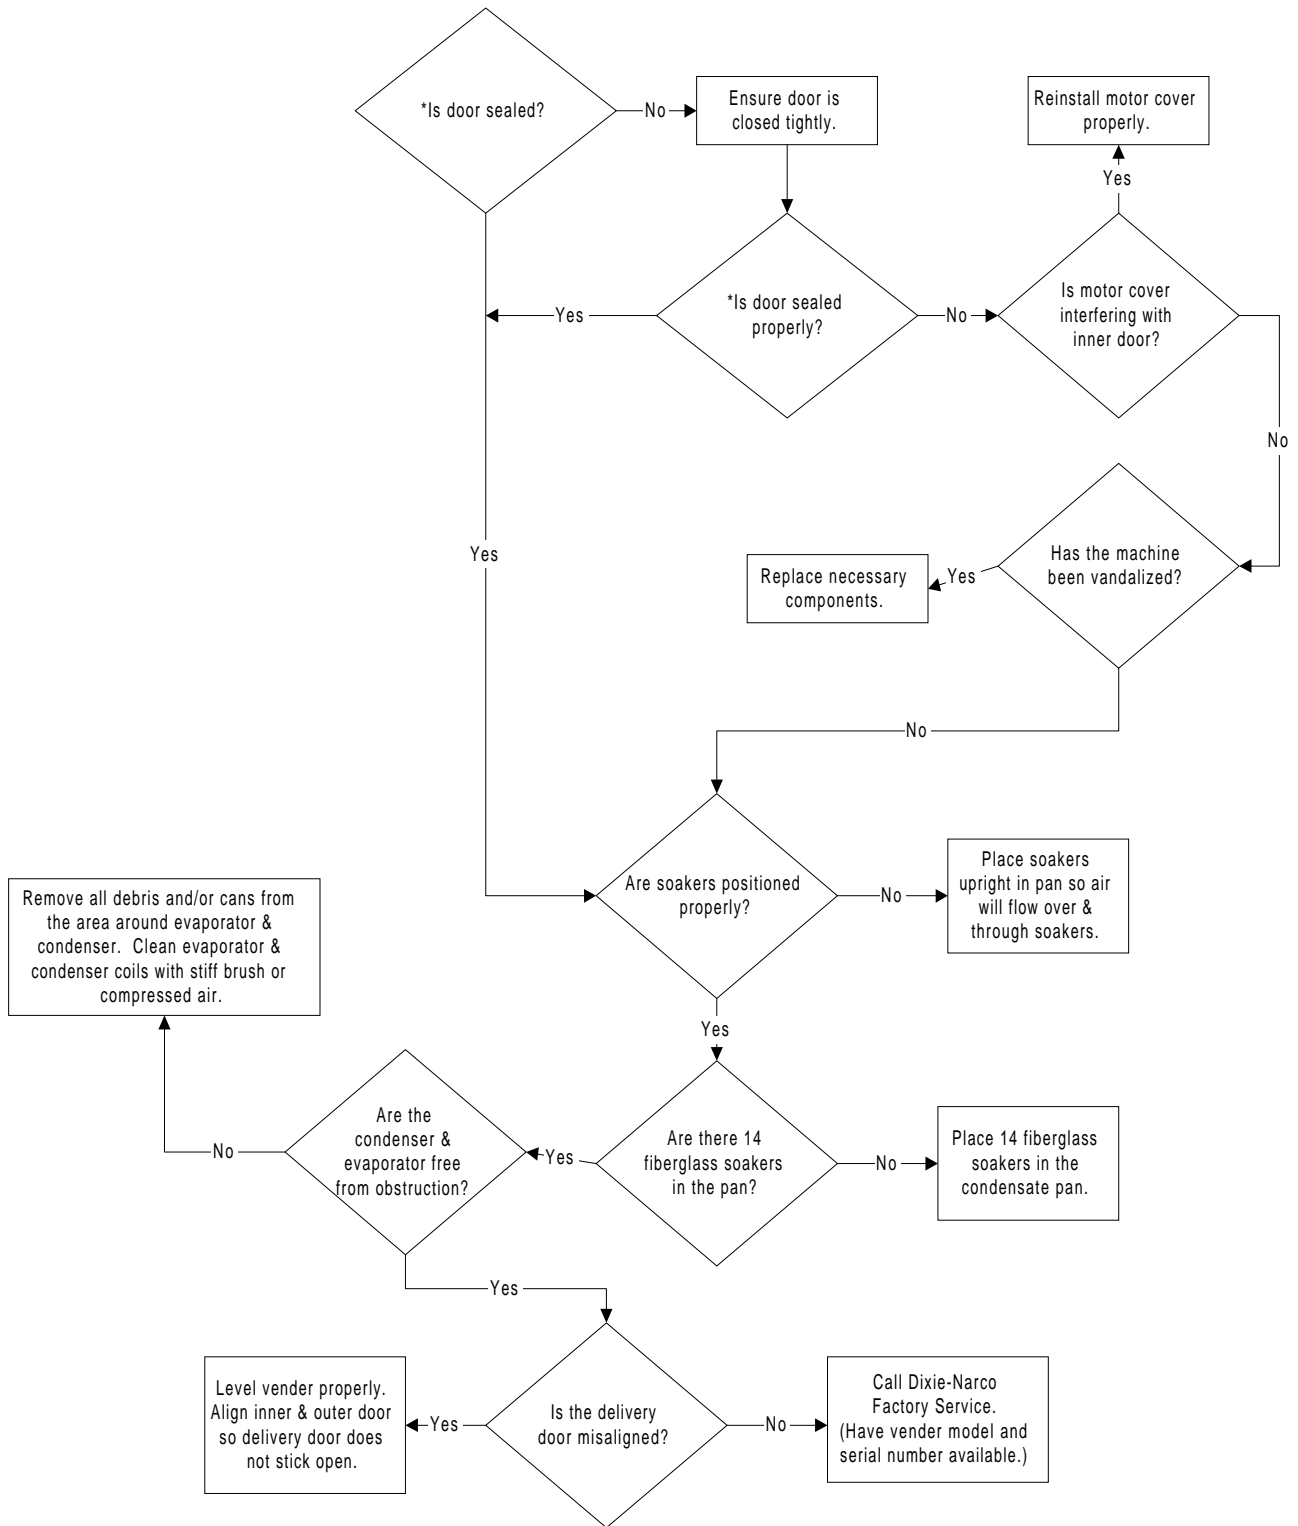 *Is door sealed?
No
Ensure door is
closed tightly.
Reinstall motor cover
properly.
Yes
*Is door sealed
properly?
Yes
No
Is motor cover
interfering with
inner door?
No
Yes
Has the machine
been vandalized?
Yes
Replace necessary
components.
No
Are soakers positioned
properly?
No
Place soakers
upright in pan so air
will flow over &
through soakers.
Remove all debris and/or cans from
the area around evaporator &
condenser.  Clean evaporator &
condenser coils with stiff brush or
compressed air.
Yes
Are the
condenser &
evaporator free
from obstruction?
No
Yes
Are there 14
fiberglass soakers
in the pan?
No
Place 14 fiberglass
soakers in the
condensate pan.
Yes
Level vender properly.
Align inner & outer door
so delivery door does
not stick open.
Yes
Is the delivery
door misaligned?
No
Call Dixie-Narco
Factory Service.
(Have vender model and
serial number available.)